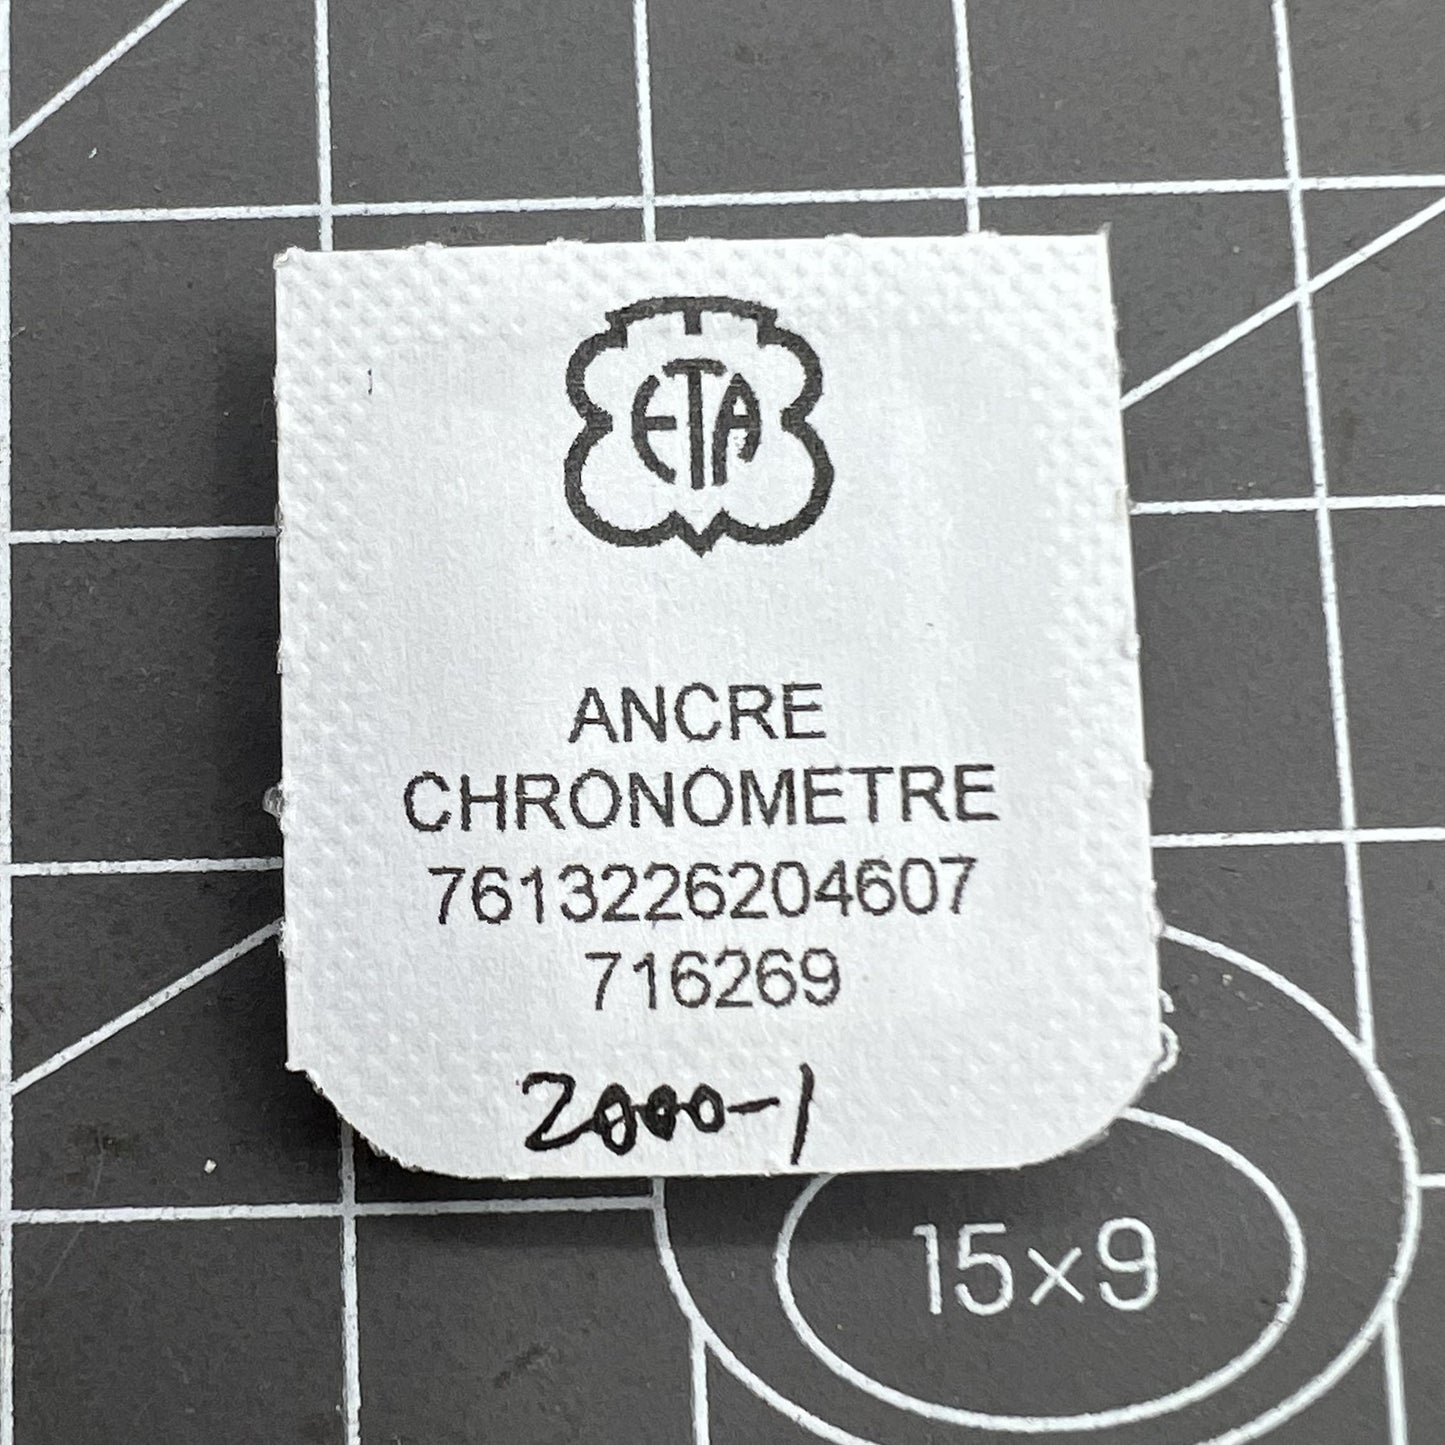 ETA
ANCRE
CHRONOMETRE
7613226204607
716269
2000-1
15×9